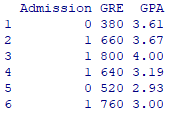 Admission GRE GPA
1 0 380 3.61
2 1 660 3.67
3 1 800 4.00
4 1 640 3.19
5 0 520 2.93
6 1 760 3.00